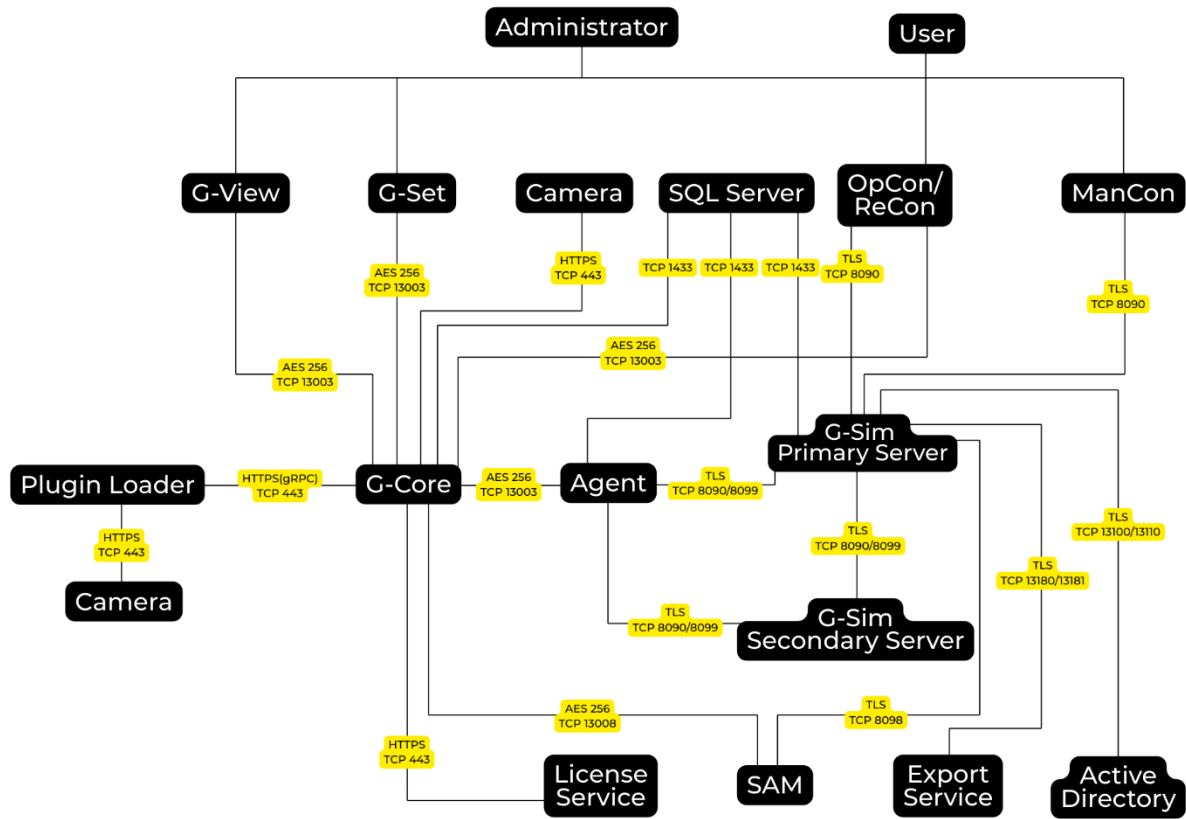 Administrator
User
G-View
G-Set
Camera
SQL Server
OpCon/
ReCon
ManCon
HTTPS
TCP 443
AES 256
TCP 13003
TCP 1433
TCP 1433
TCP 1433
TLS
TCP 8090
TLS
TCP 8090
AES 256
TCP 13003
AES 256
TCP 13003
G-Sim
Primary Server
Plugin Loader
HTTPS(gRPC)
TCP 443
G-Core
AES 256
TCP 13003
Agent
TLS
TCP 8090/8099
HTTPS
TCP 443
TLS
TCP 8090/8099
TLS
TCP 13100/13110
TLS
TCP 13180/13181
Camera
TLS
TCP 8090/8099
G-Sim
Secondary Server
AES 256
TCP 13008
TLS
TCP 8098
HTTPS
TCP 443
License
Service
SAM
Export
Service
Active
Directory